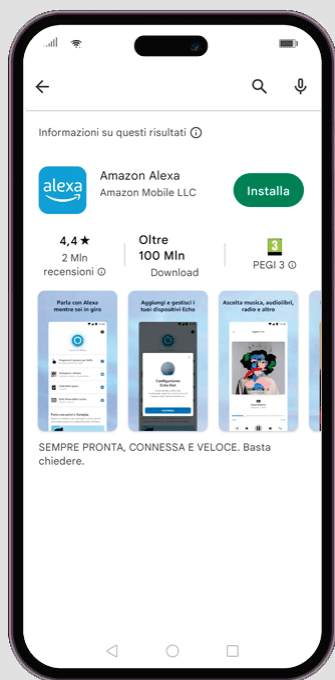 Informazioni su questi risultati
alexa
Amazon Alexa
Amazon Mobile LLC
Installa
4,4★
2 Mln
recensioni
Oltre
100 Mln
Download
3
PEGI 3
Parla con Alexa
mentre sei in giro
Aggiungi e gestisci i
tuoi dispositivi Echo
Ascolta musica, audiolibri,
radio e altro
SEMPRE PRONTA, CONNESSA E VELOCE. Basta
chiedere.